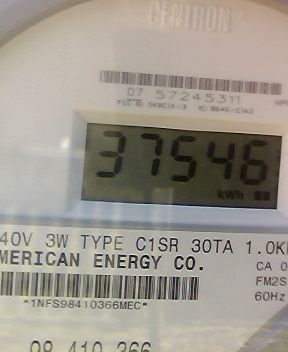 CENTRON
07 57245311
37546
kWh
40V 3W TYPE C1SR 30TA 1.0K
MERICAN ENERGY CO.
CA 0
FM2S
60Hz
*1NFS98410366MEC*
98 410 366